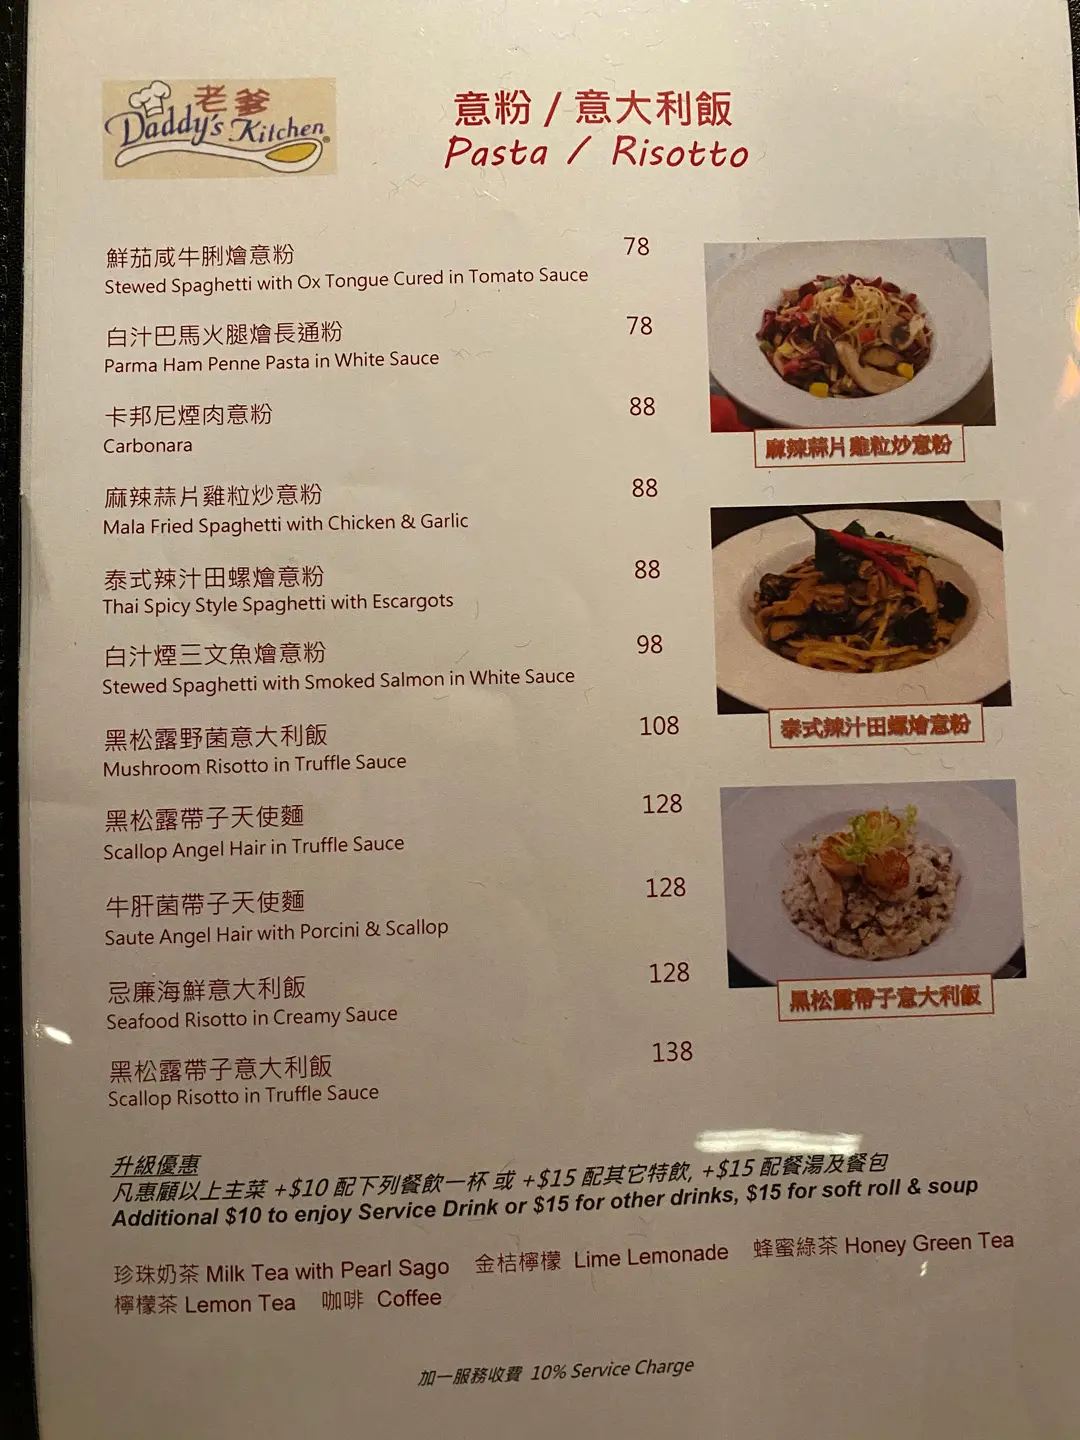 老爹
Daddy's Kitchen®
意粉 / 意大利飯
Pasta / Risotto
鮮茄咸牛脷燴意粉 78
Stewed Spaghetti with Ox Tongue Cured in Tomato Sauce
白汁巴馬火腿燴長通粉 78
Parma Ham Penne Pasta in White Sauce
卡邦尼煙肉意粉 88
Carbonara
麻辣蒜片雞粒炒意粉 88
Mala Fried Spaghetti with Chicken & Garlic
泰式辣汁田螺燴意粉 88
Thai Spicy Style Spaghetti with Escargots
白汁煙三文魚燴意粉 98
Stewed Spaghetti with Smoked Salmon in White Sauce
黑松露野菌意大利飯 108
Mushroom Risotto in Truffle Sauce
黑松露帶子天使麵 128
Scallop Angel Hair in Truffle Sauce
牛肝菌帶子天使麵 128
Saute Angel Hair with Porcini & Scallop
忌廉海鮮意大利飯 128
Seafood Risotto in Creamy Sauce
黑松露帶子意大利飯 138
Scallop Risotto in Truffle Sauce
麻辣蒜片雞粒炒意粉
泰式辣汁田螺燴意粉
黑松露帶子意大利飯
升級優惠
凡惠顧以上主菜 +$10 配下列餐飲一杯 或 +$15 配其它特飲, +$15 配餐湯及餐包
Additional $10 to enjoy Service Drink or $15 for other drinks, $15 for soft roll & soup
珍珠奶茶 Milk Tea with Pearl Sago 金桔檸檬 Lime Lemonade 蜂蜜綠茶 Honey Green Tea
檸檬茶 Lemon Tea 咖啡 Coffee
加一服務收費 10% Service Charge